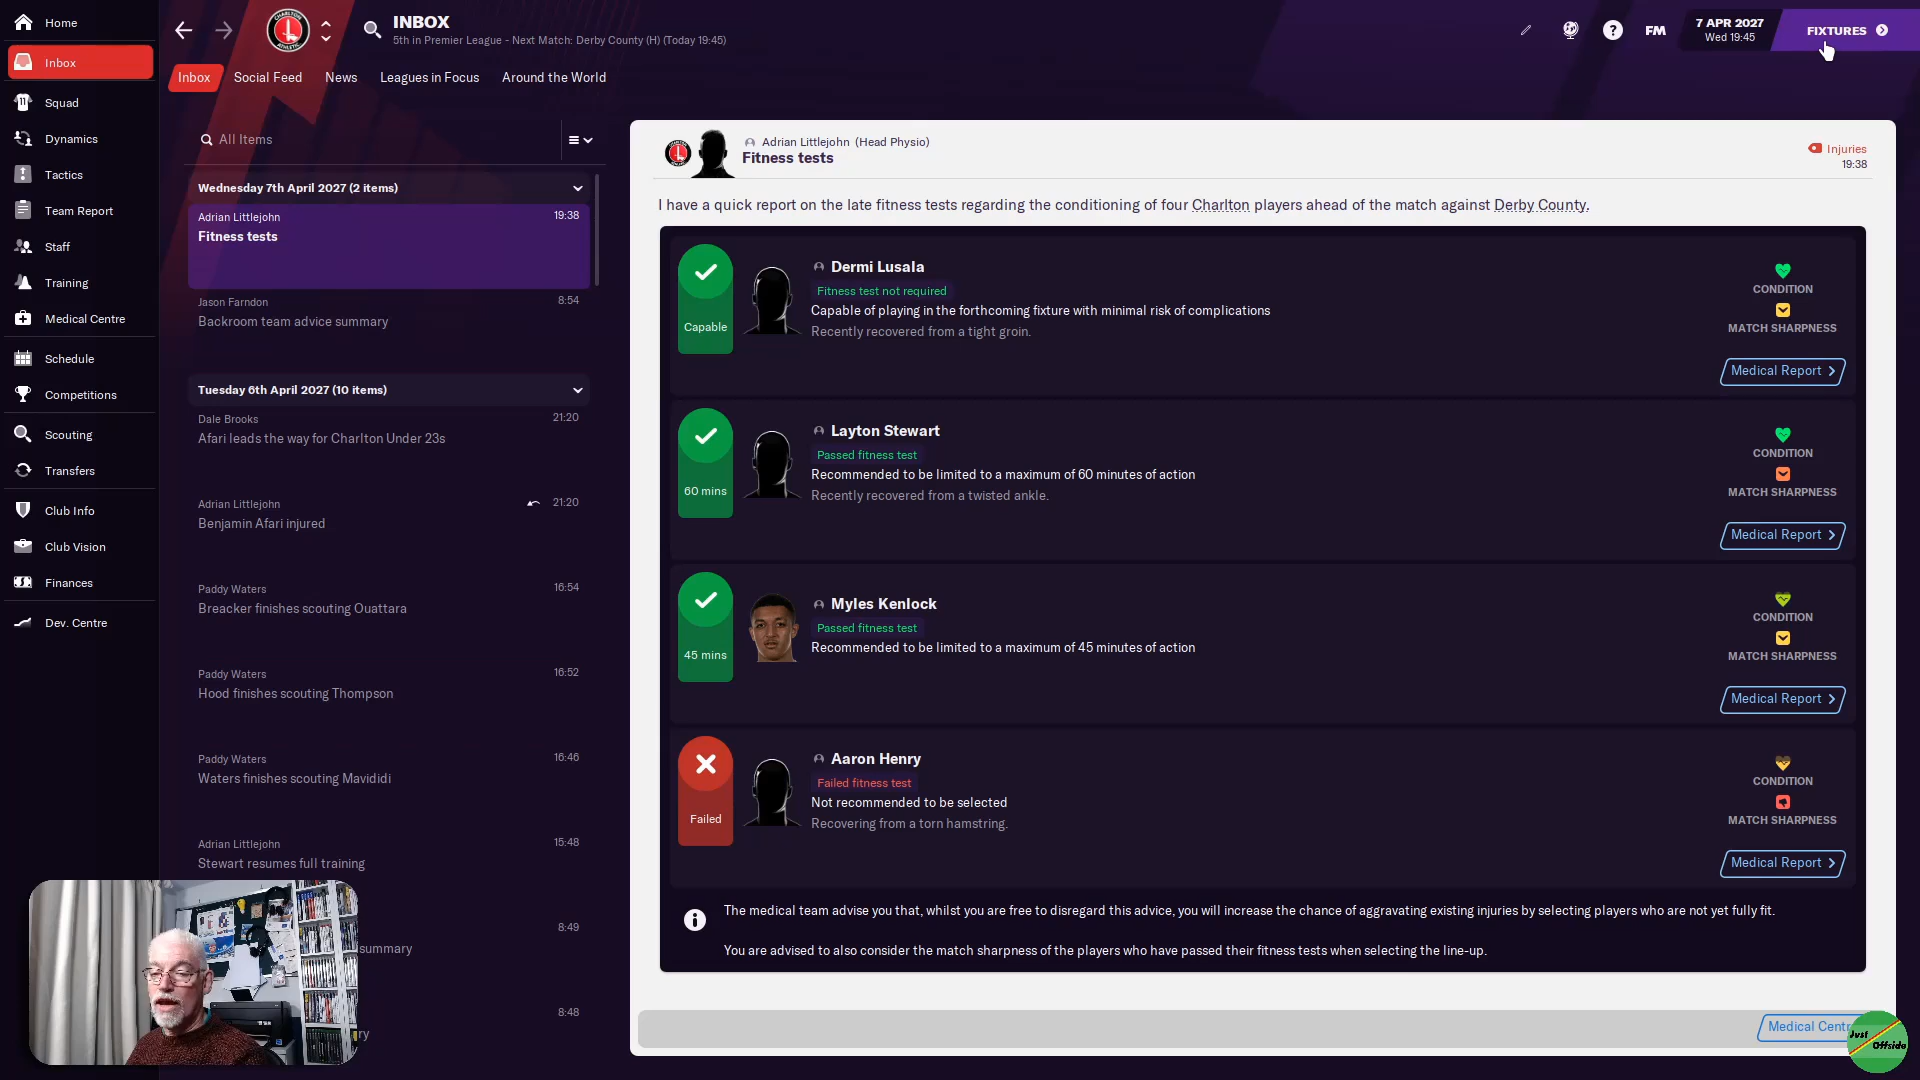 Home
Inbox
Squad
Dynamics
Tactics
Team Report
Staff
Training
Medical Centre
Schedule
Competitions
Scouting
Transfers
Club Info
Club Vision
Finances
Dev. Centre
INBOX
5th in Premier League - Next Match: Derby County (H) (Today 19:45)
FM
7 APR 2027
Wed 19:45
FIXTURES
Inbox
Social Feed
News
Leagues in Focus
Around the World
All Items
Wednesday 7th April 2027 (2 items)
Adrian Littlejohn 19:38
Fitness tests
Jason Farndon 8:54
Backroom team advice summary
Tuesday 6th April 2027 (10 items)
Dale Brooks 21:20
Afari leads the way for Charlton Under 23s
Adrian Littlejohn 21:20
Benjamin Afari injured
Paddy Waters 16:54
Breacker finishes scouting Ouattara
Paddy Waters 16:52
Hood finishes scouting Thompson
Paddy Waters 16:46
Waters finishes scouting Mavididi
Adrian Littlejohn 15:48
Stewart resumes full training
8:49
summary
8:48
ry
Adrian Littlejohn (Head Physio)
Fitness tests
Injuries
19:38
I have a quick report on the late fitness tests regarding the conditioning of four Charlton players ahead of the match against Derby County.
Capable
Dermi Lusala
Fitness test not required
Capable of playing in the forthcoming fixture with minimal risk of complications
Recently recovered from a tight groin.
CONDITION
MATCH SHARPNESS
Medical Report
60 mins
Layton Stewart
Passed fitness test
Recommended to be limited to a maximum of 60 minutes of action
Recently recovered from a twisted ankle.
CONDITION
MATCH SHARPNESS
Medical Report
45 mins
Myles Kenlock
Passed fitness test
Recommended to be limited to a maximum of 45 minutes of action
CONDITION
MATCH SHARPNESS
Medical Report
Failed
Aaron Henry
Failed fitness test
Not recommended to be selected
Recovering from a torn hamstring.
CONDITION
MATCH SHARPNESS
Medical Report
The medical team advise you that, whilst you are free to disregard this advice, you will increase the chance of aggravating existing injuries by selecting players who are not yet fully fit.
You are advised to also consider the match sharpness of the players who have passed their fitness tests when selecting the line-up.
Medical Centr
Just
Offside